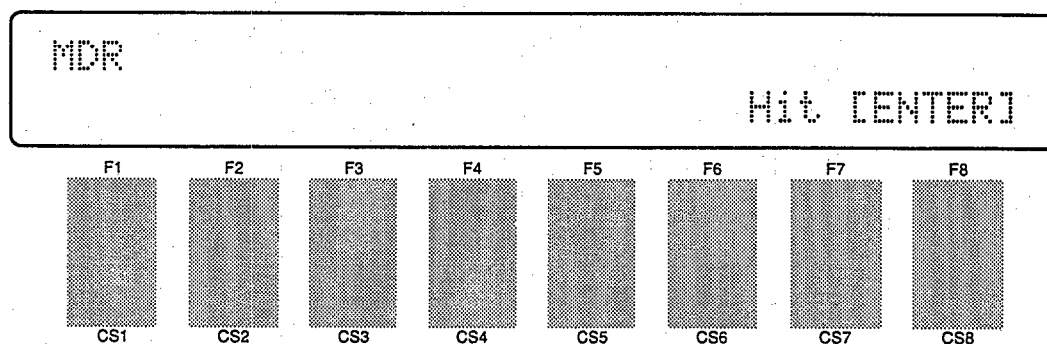 MDR
Hit [ENTER]
F1 F2 F3 F4 F5 F6 F7 F8
CS1 CS2 CS3 CS4 CS5 CS6 CS7 CS8